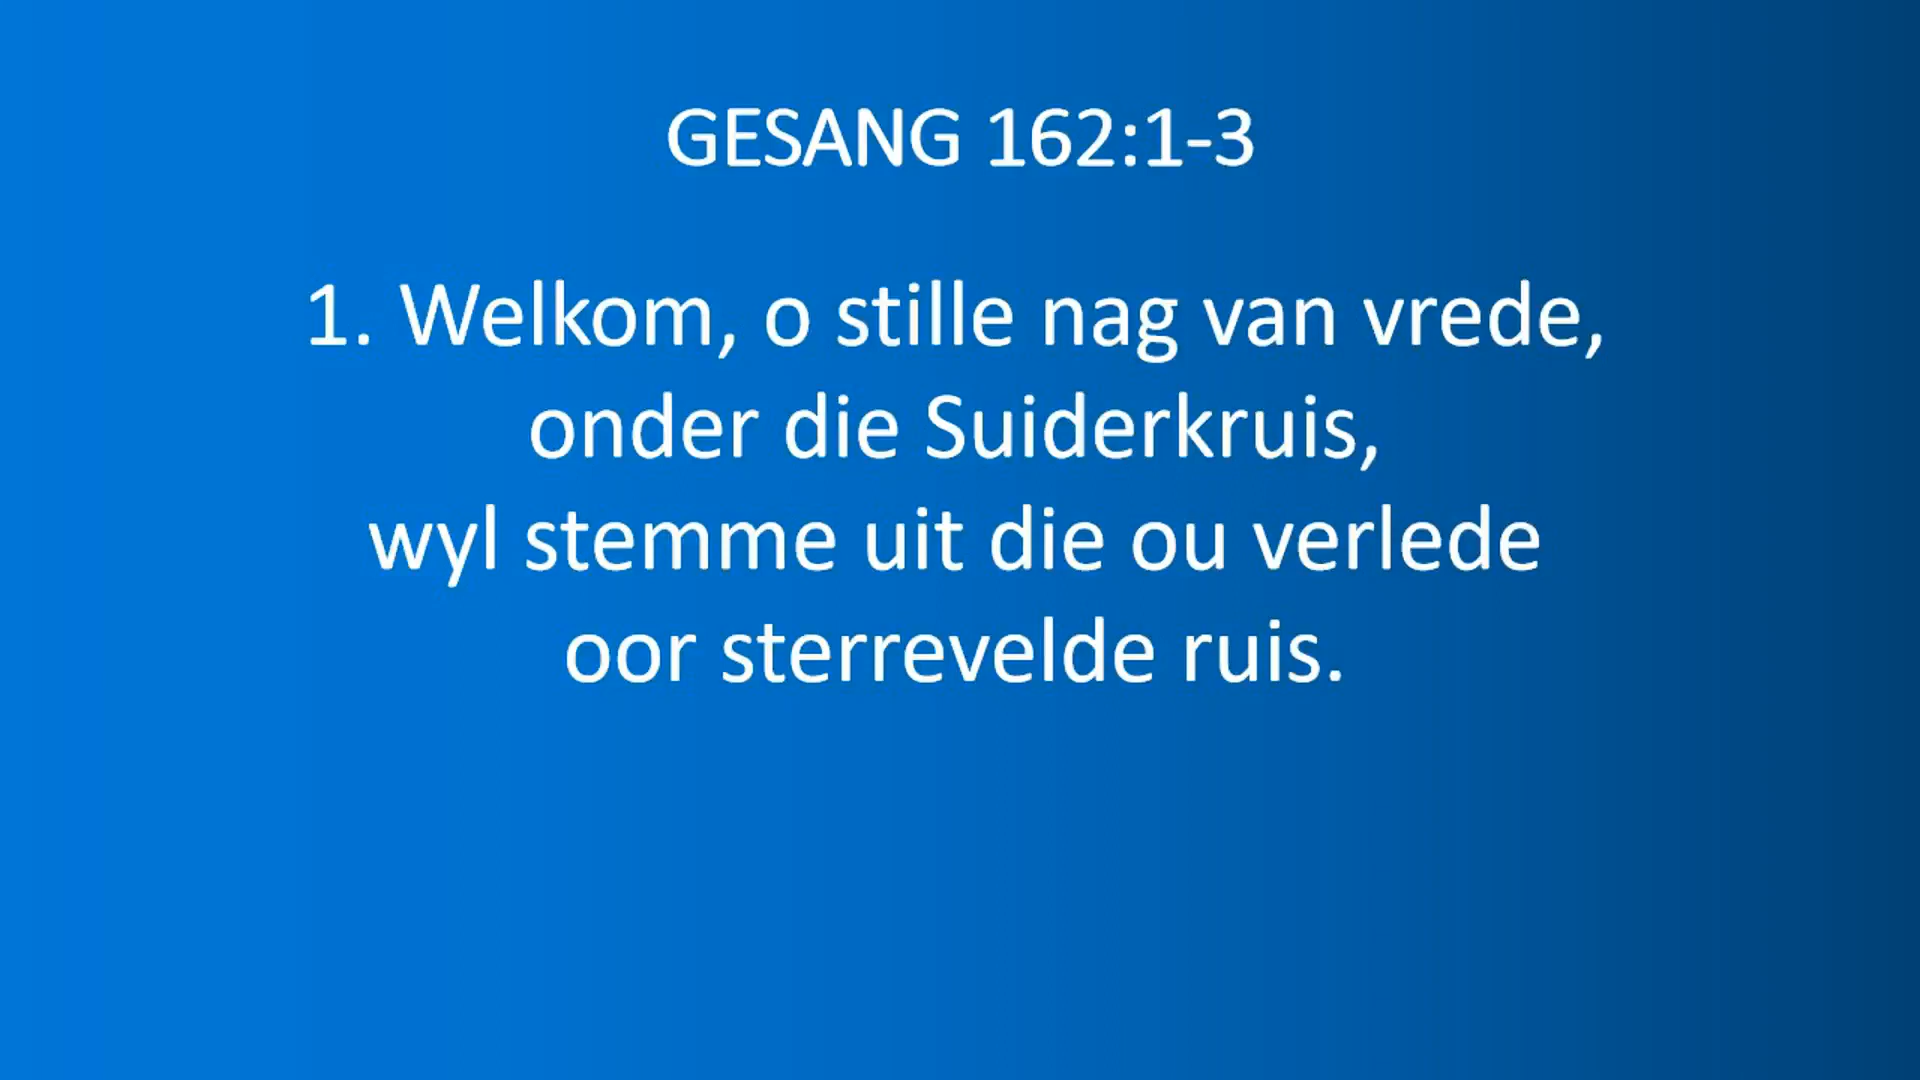 GESANG 162:1-3
1. Welkom, o stille nag van vrede,
onder die Suiderkruis,
wyl stemme uit die ou verlede
oor sterrevelde ruis.